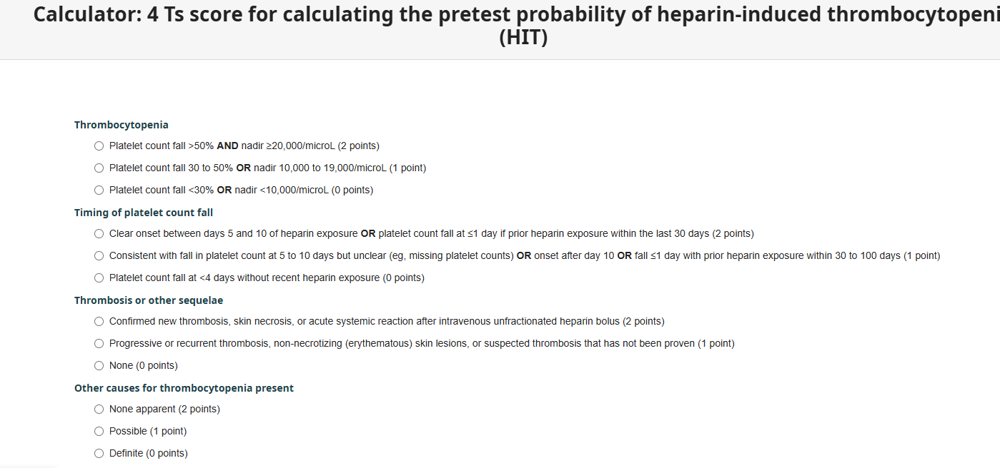 Calculator: 4 Ts score for calculating the pretest probability of heparin-induced thrombocytopeni
(HIT)
Thrombocytopenia
Platelet count fall >50% AND nadir ≥20,000/microL (2 points)
Platelet count fall 30 to 50% OR nadir 10,000 to 19,000/microL (1 point)
Platelet count fall <30% OR nadir <10,000/microL (0 points)
Timing of platelet count fall
Clear onset between days 5 and 10 of heparin exposure OR platelet count fall at ≤1 day if prior heparin exposure within the last 30 days (2 points)
Consistent with fall in platelet count at 5 to 10 days but unclear (eg, missing platelet counts) OR onset after day 10 OR fall ≤1 day with prior heparin exposure within 30 to 100 days (1 point)
Platelet count fall at <4 days without recent heparin exposure (0 points)
Thrombosis or other sequelae
Confirmed new thrombosis, skin necrosis, or acute systemic reaction after intravenous unfractionated heparin bolus (2 points)
Progressive or recurrent thrombosis, non-necrotizing (erythematous) skin lesions, or suspected thrombosis that has not been proven (1 point)
None (0 points)
Other causes for thrombocytopenia present
None apparent (2 points)
Possible (1 point)
Definite (0 points)